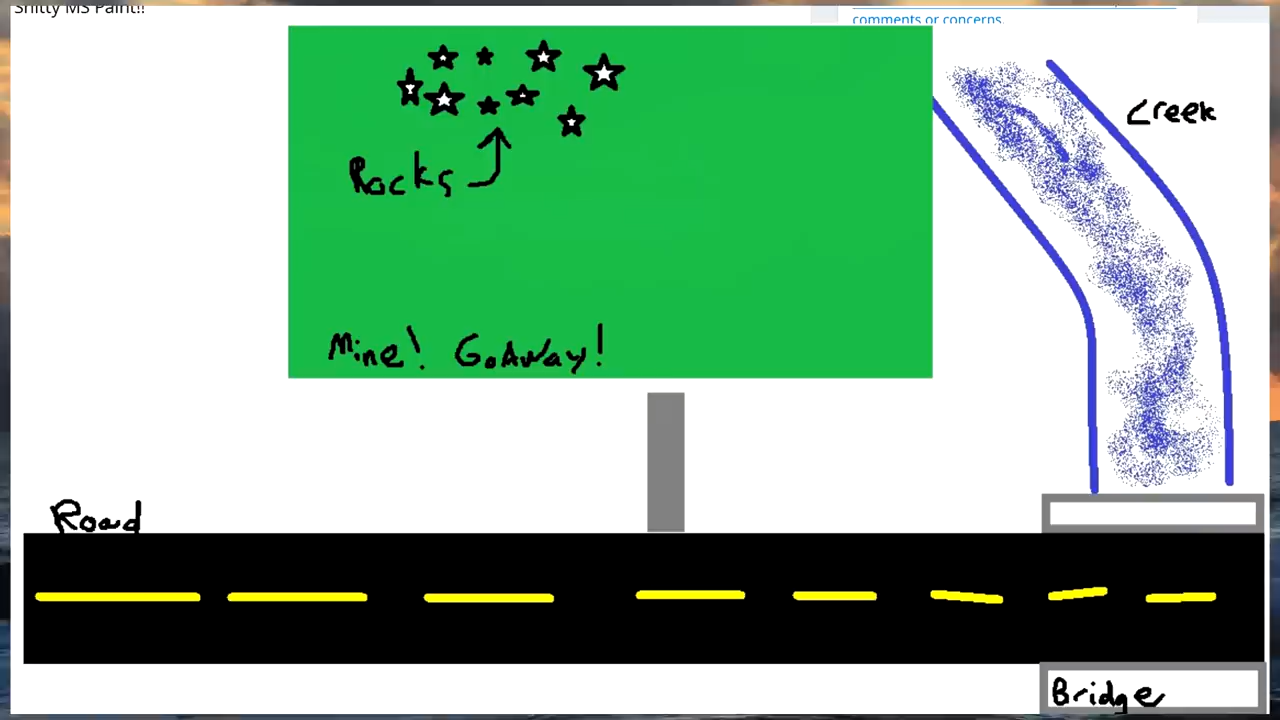 Shitty MS Paint!!
comments or concerns.
Creek
Rocks
Mine! GoAway!
Road
Bridge